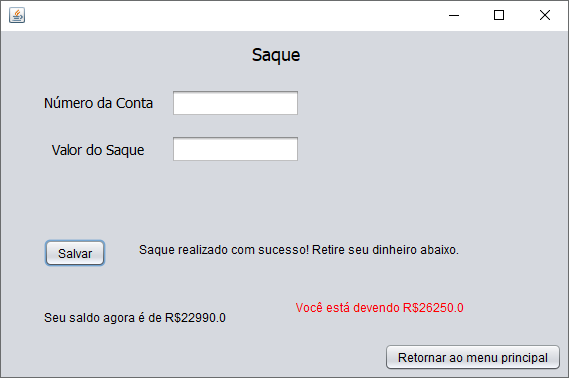 Saque
Número da Conta
Valor do Saque
Salvar
Saque realizado com sucesso! Retire seu dinheiro abaixo.
Você está devendo R$26250.0
Seu saldo agora é de R$22990.0
Retornar ao menu principal